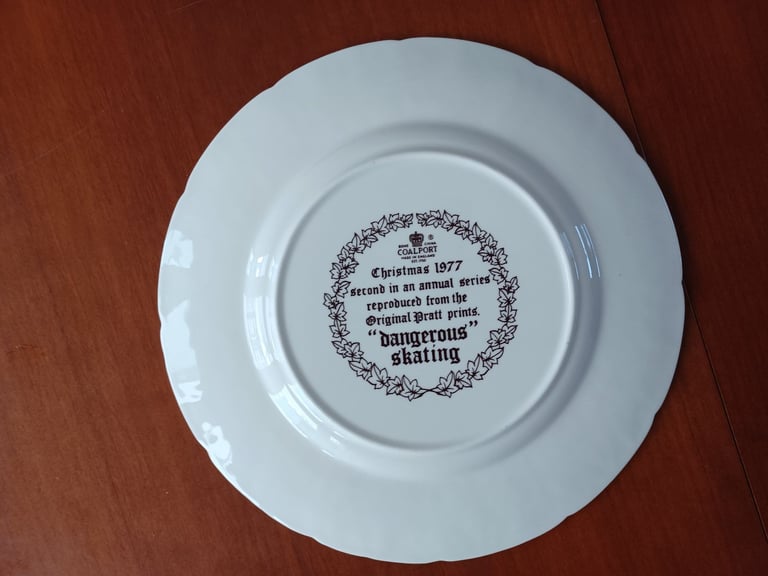 BONE CHINA ®
COALPORT
MADE IN ENGLAND
EST. 1750
Christmas 1977
second in an annual series
reproduced from the
Original Pratt prints.
“dangerous”
skating